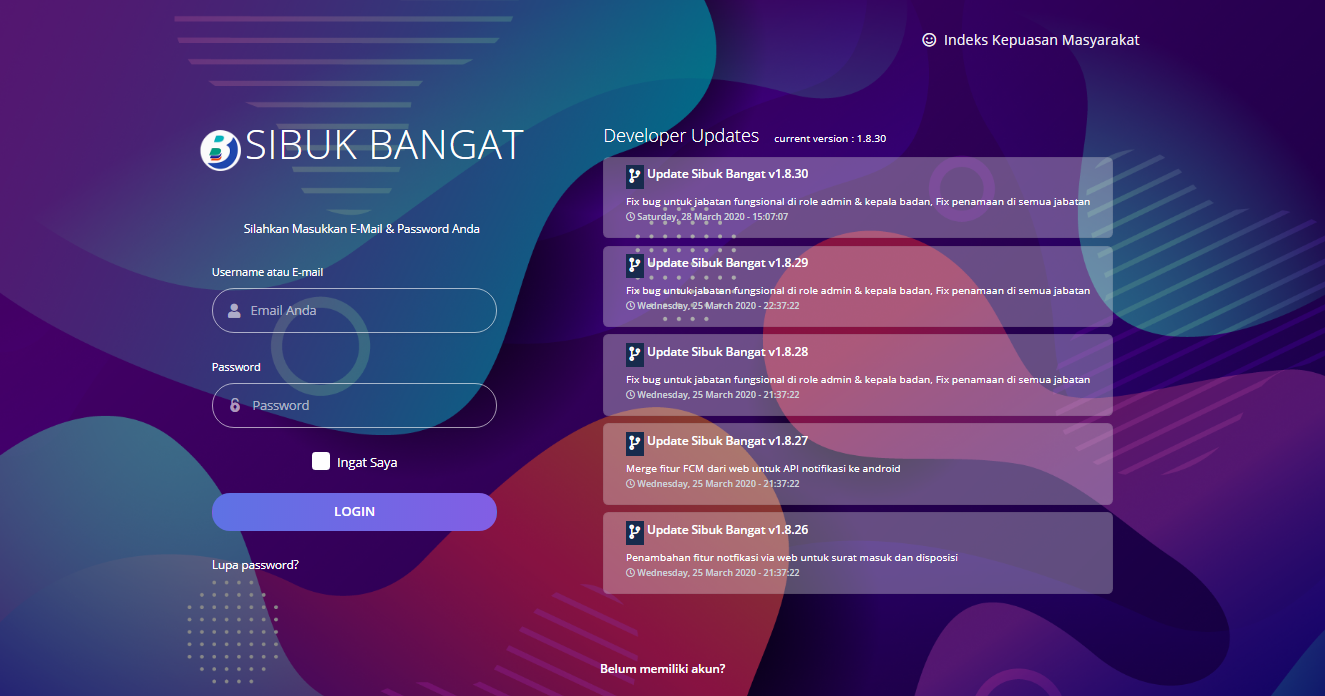 Indeks Kepuasan Masyarakat
SIBUK BANGAT
Silahkan Masukkan E-Mail & Password Anda
Username atau E-mail
Email Anda
Password
Password
Ingat Saya
LOGIN
Lupa password?
Developer Updates current version : 1.8.30
Update Sibuk Bangat v1.8.30
Fix bug untuk jabatan fungsional di role admin & kepala badan, Fix penamaan di semua jabatan
Saturday, 28 March 2020 - 15:07:07
Update Sibuk Bangat v1.8.29
Fix bug untuk jabatan fungsional di role admin & kepala badan, Fix penamaan di semua jabatan
Wednesday, 25 March 2020 - 22:37:22
Update Sibuk Bangat v1.8.28
Fix bug untuk jabatan fungsional di role admin & kepala badan, Fix penamaan di semua jabatan
Wednesday, 25 March 2020 - 21:37:22
Update Sibuk Bangat v1.8.27
Merge fitur FCM dari web untuk API notifikasi ke android
Wednesday, 25 March 2020 - 21:37:22
Update Sibuk Bangat v1.8.26
Penambahan fitur notfikasi via web untuk surat masuk dan disposisi
Wednesday, 25 March 2020 - 21:37:22
Belum memiliki akun?